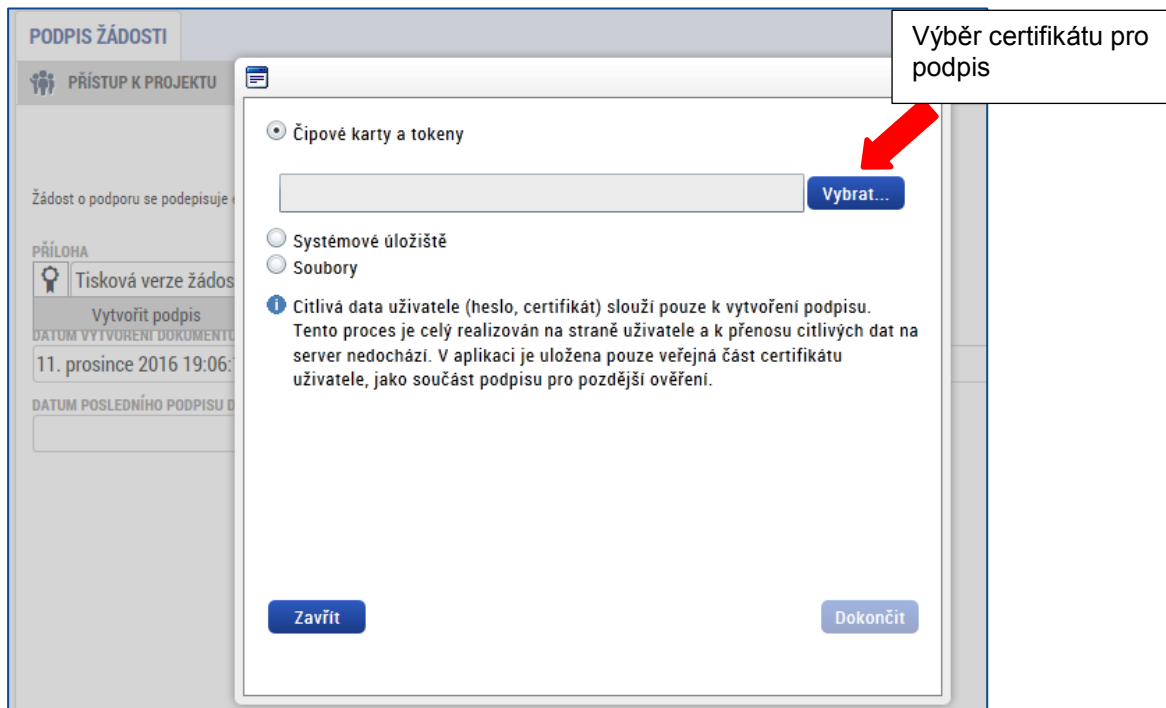 PODPIS ŽÁDOSTI
Výběr certifikátu pro
podpis
PŘÍSTUP K PROJEKTU
Čipové karty a tokeny
Vybrat...
Žádost o podporu se podepisuje
Systémové úložiště
Soubory
PŘÍLOHA
Tisková verze žádos
Vytvořit podpis
Citlivá data uživatele (heslo, certifikát) slouží pouze k vytvoření podpisu.
Tento proces je celý realizován na straně uživatele a k přenosu citlivých dat na
server nedochází. V aplikaci je uložena pouze veřejná část certifikátu
uživatele, jako součást podpisu pro pozdější ověření.
DATUM VYTVOŘENÍ DOKUMENTU
11. prosince 2016 19:06:
DATUM POSLEDNÍHO PODPISU D
Zavřít
Dokončit